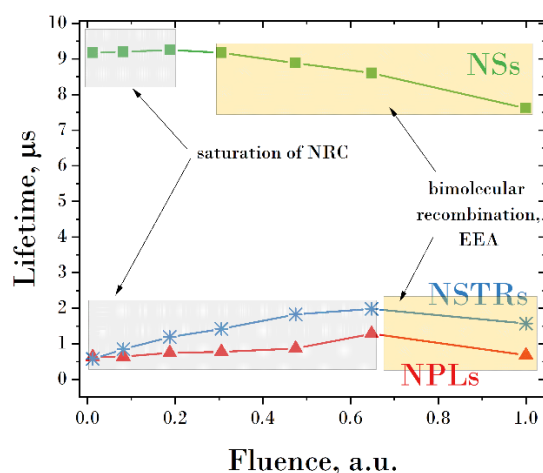 10
9
8
7
6
5
4
3
2
1
0
Lifetime, µs
NSs
saturation of NRC
bimolecular
recombination,.
EEA
NSTRs
NPLs
0.0 0.2 0.4 0.6 0.8 1.0
Fluence, a.u.